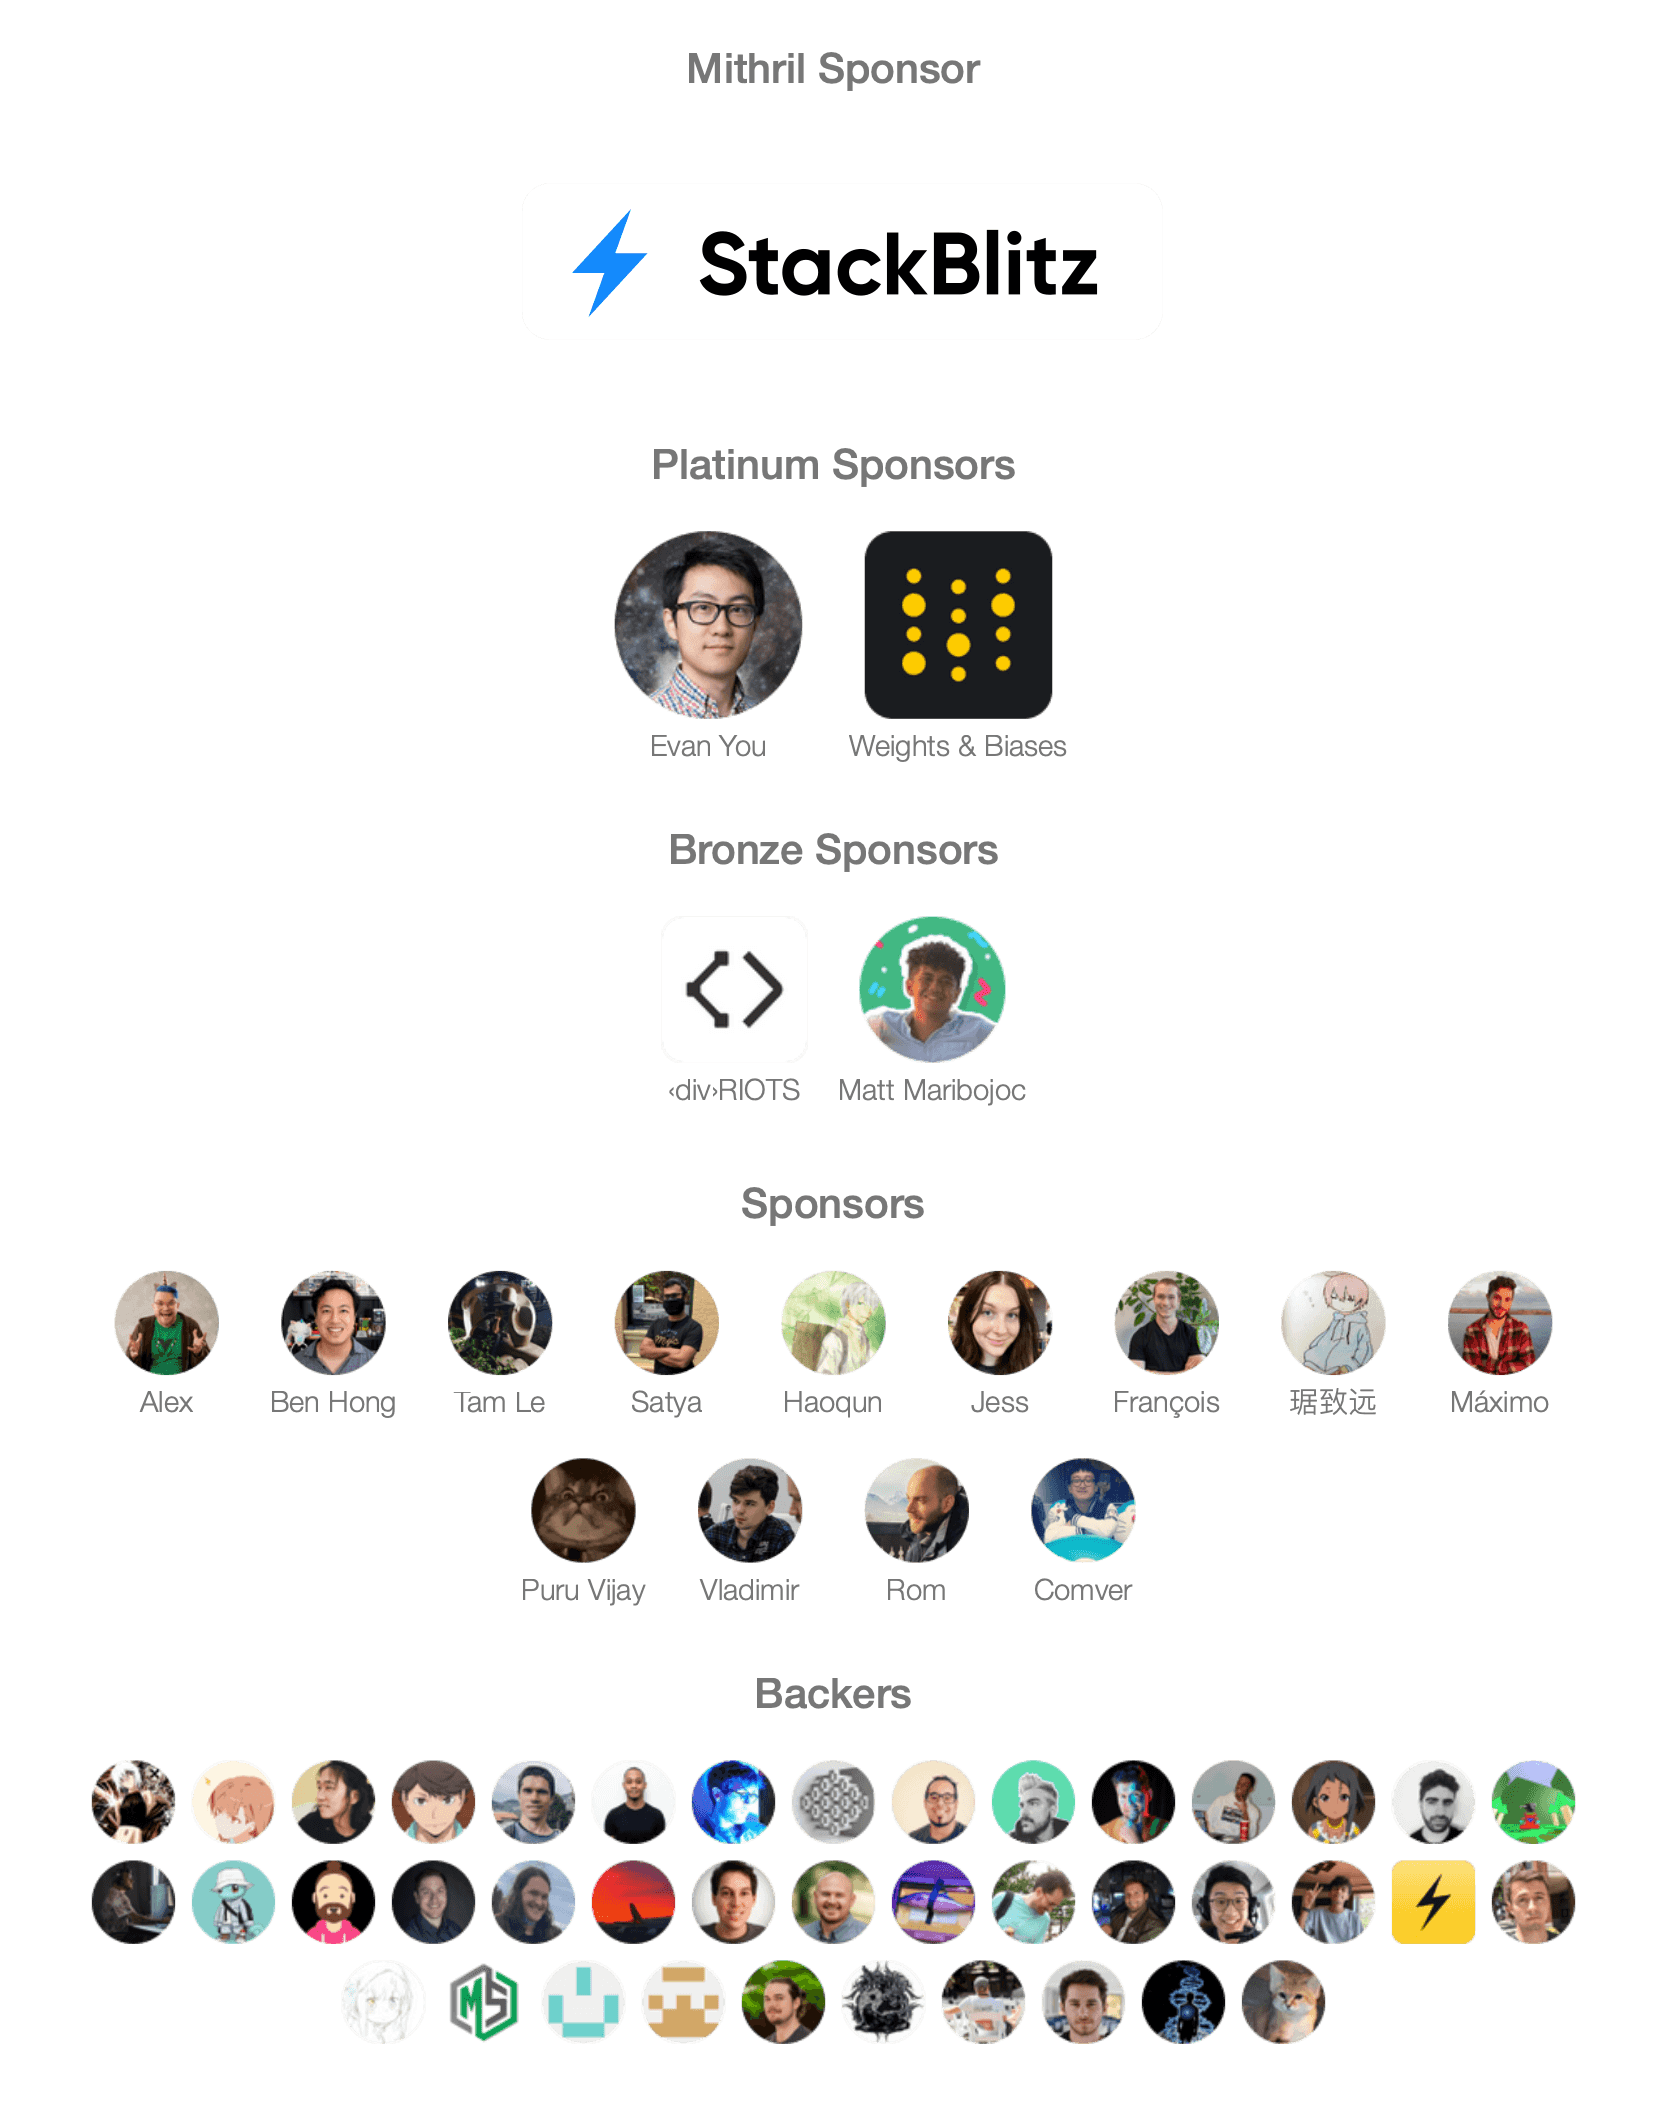 Mithril Sponsor
StackBlitz
Platinum Sponsors
Evan You
Weights & Biases
Bronze Sponsors
‹div›RIOTS
Matt Maribojoc
Sponsors
Alex
Ben Hong
Tam Le
Satya
Haoqun
Jess
François
琚致远
Máximo
Puru Vijay
Vladimir
Rom
Comver
Backers
MS